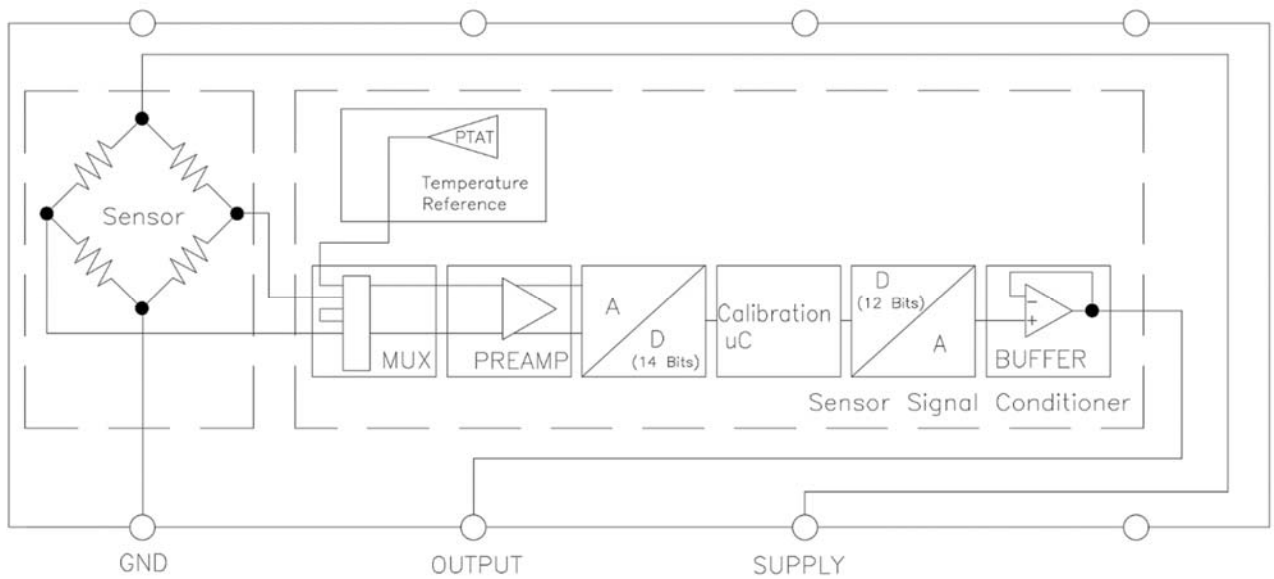 PTAT
Temperature
Reference
Sensor
MUX
PREAMP
A
D
(14 Bits)
Calibration
uC
D
(12 Bits)
A
−
+
BUFFER
Sensor Signal Conditioner
GND
OUTPUT
SUPPLY